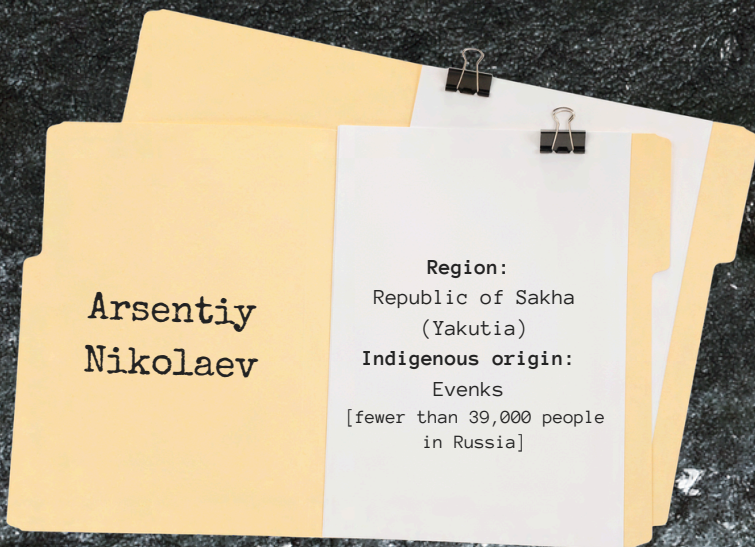 Arsentiy
Nikolaev
Region:
Republic of Sakha
(Yakutia)
Indigenous origin:
Evenks
[fewer than 39,000 people
in Russia]